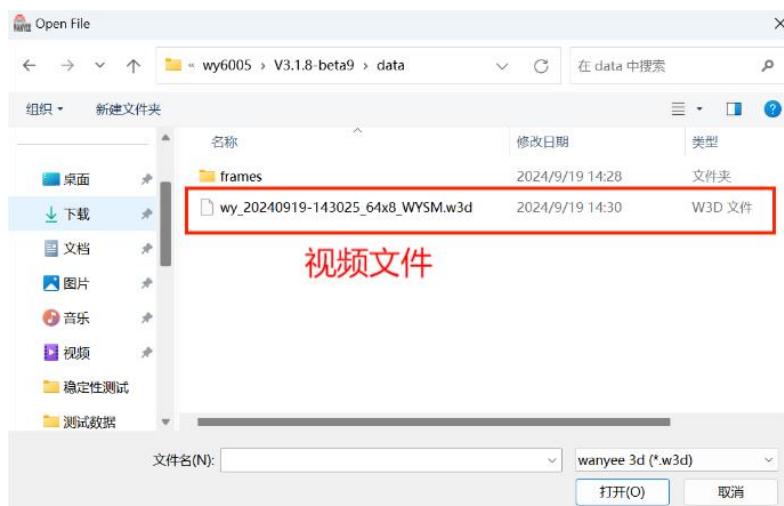 WANYEE Open File
« wy6005 › V3.1.8-beta9 › data
在 data 中搜索
组织 新建文件夹
名称 修改日期 类型
frames 2024/9/19 14:28 文件夹
wy_20240919-143025_64x8_WYSM.w3d 2024/9/19 14:30 W3D 文件
视频文件
桌面
下载
文档
图片
音乐
视频
稳定性测试
测试数据
文件名(N):
wanyee 3d (*.w3d)
打开(O) 取消